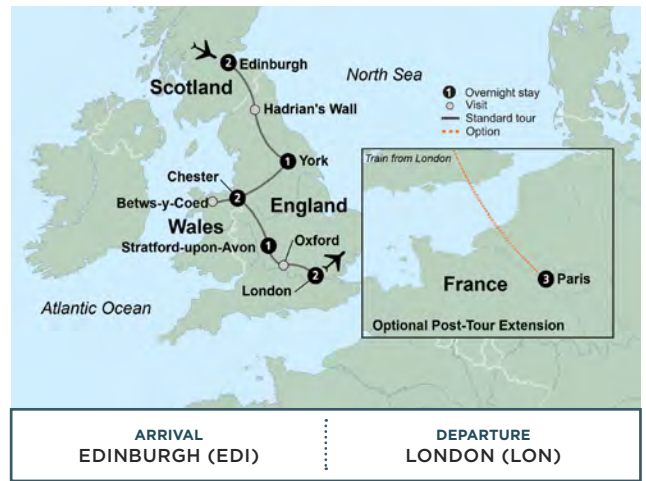 2 Edinburgh
Scotland
North Sea
1 Overnight stay
Visit
Standard tour
Option
Hadrian's Wall
Train from London
1 York
Chester
2
Betws-y-Coed
England
Wales
Stratford-upon-Avon 1
Oxford
London 2
France
3 Paris
Atlantic Ocean
Optional Post-Tour Extension
ARRIVAL
EDINBURGH (EDI)
DEPARTURE
LONDON (LON)